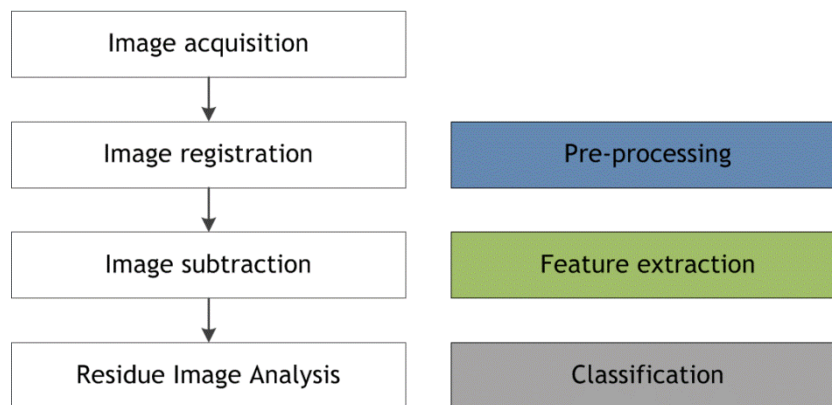 Image acquisition
Image registration
Pre-processing
Image subtraction
Feature extraction
Residue Image Analysis
Classification